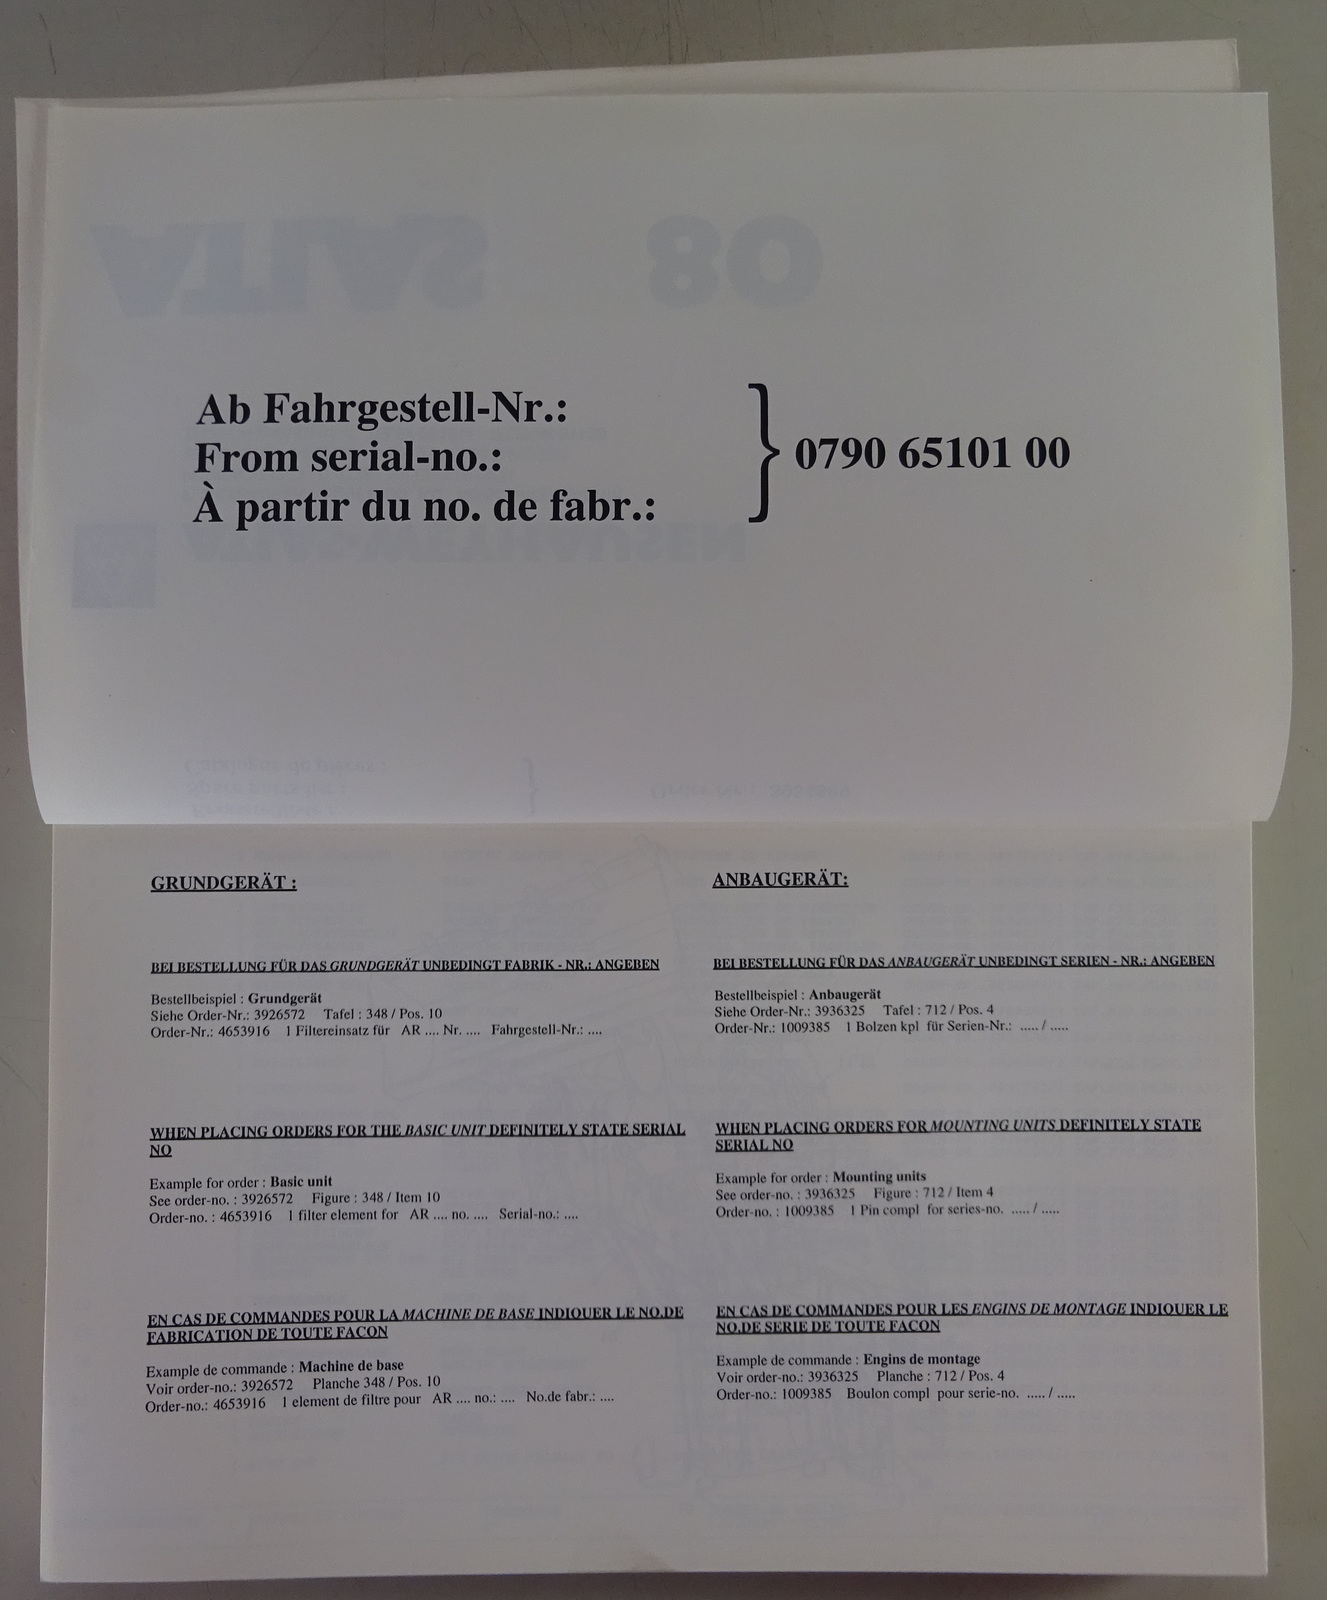 Ab Fahrgestell-Nr.:
From serial-no.:
À partir du no. de fabr.:
} 0790 65101 00
GRUNDGERÄT :
BEI BESTELLUNG FÜR DAS GRUNDGERÄT UNBEDINGT FABRIK - NR.: ANGEBEN
Bestellbeispiel : Grundgerät
Siehe Order-Nr.: 3926572 Tafel : 348 / Pos. 10
Order-Nr.: 4653916 1 Filtereinsatz für AR .... Nr. .... Fahrgestell-Nr.: ....
WHEN PLACING ORDERS FOR THE BASIC UNIT DEFINITELY STATE SERIAL
NO
Example for order : Basic unit
See order-no. : 3926572 Figure : 348 / Item 10
Order-no. : 4653916 1 filter element for AR .... no. .... Serial-no.: ....
EN CAS DE COMMANDES POUR LA MACHINE DE BASE INDIQUER LE NO.DE
FABRICATION DE TOUTE FACON
Example de commande : Machine de base
Voir order-no.: 3926572 Planche 348 / Pos. 10
Order-no.: 4653916 1 element de filtre pour AR .... no.: .... No.de fabr.: ....
ANBAUGERÄT:
BEI BESTELLUNG FÜR DAS ANBAUGERÄT UNBEDINGT SERIEN - NR.: ANGEBEN
Bestellbeispiel : Anbaugerät
Siehe Order-Nr.: 3936325 Tafel : 712 / Pos. 4
Order-Nr.: 1009385 1 Bolzen kpl für Serien-Nr.: ..... / .....
WHEN PLACING ORDERS FOR MOUNTING UNITS DEFINITELY STATE
SERIAL NO
Example for order : Mounting units
See order-no. : 3936325 Figure : 712 / Item 4
Order-no. : 1009385 1 Pin compl for series-no. ..... / .....
EN CAS DE COMMANDES POUR LES ENGINS DE MONTAGE INDIQUER LE
NO.DE SERIE DE TOUTE FACON
Example de commande : Engins de montage
Voir order-no.: 3936325 Planche : 712 / Pos. 4
Order-no.: 1009385 Boulon compl pour serie-no. ..... / .....